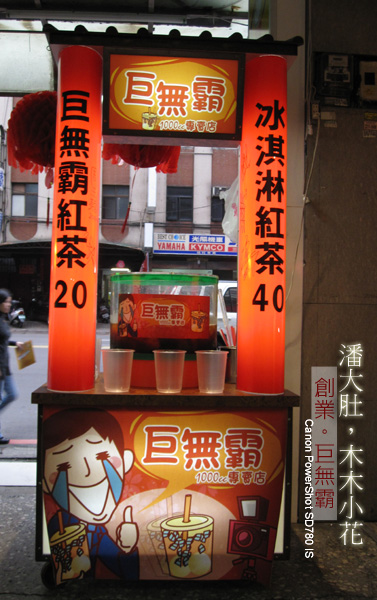 巨無霸
1000cc專賣店
巨無霸紅茶
20
冰淇淋紅茶
40
YAMAHA
KYMCO
巨無霸
巨無霸
1000cc專賣店
潘大肚，木木小花
創業。巨無霸
Canon PowerShot SD780 IS